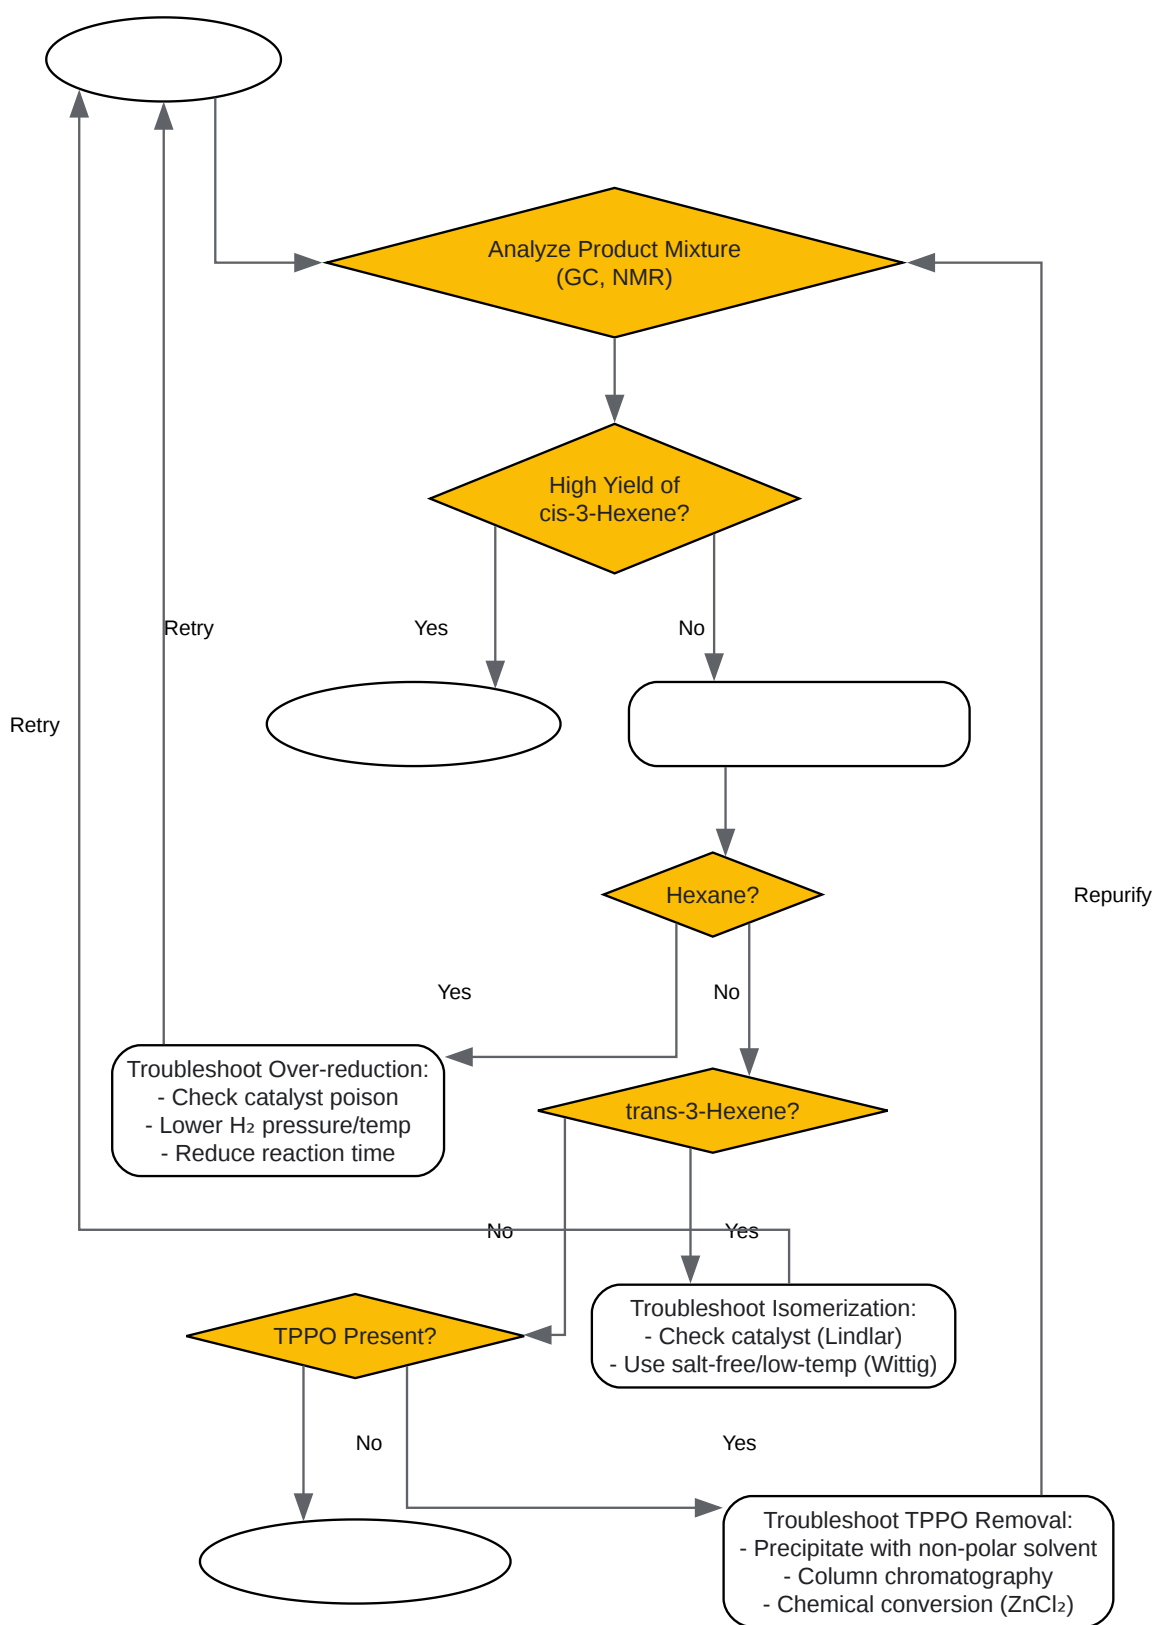 Analyze Product Mixture
(GC, NMR)
High Yield of
cis-3-Hexene?
Retry
Yes
No
Retry
Hexane?
Repurify
Yes
No
Troubleshoot Over-reduction:
- Check catalyst poison
- Lower H₂ pressure/temp
- Reduce reaction time
trans-3-Hexene?
No
Yes
Troubleshoot Isomerization:
- Check catalyst (Lindlar)
- Use salt-free/low-temp (Wittig)
TPPO Present?
No
Yes
Troubleshoot TPPO Removal:
- Precipitate with non-polar solvent
- Column chromatography
- Chemical conversion (ZnCl₂)